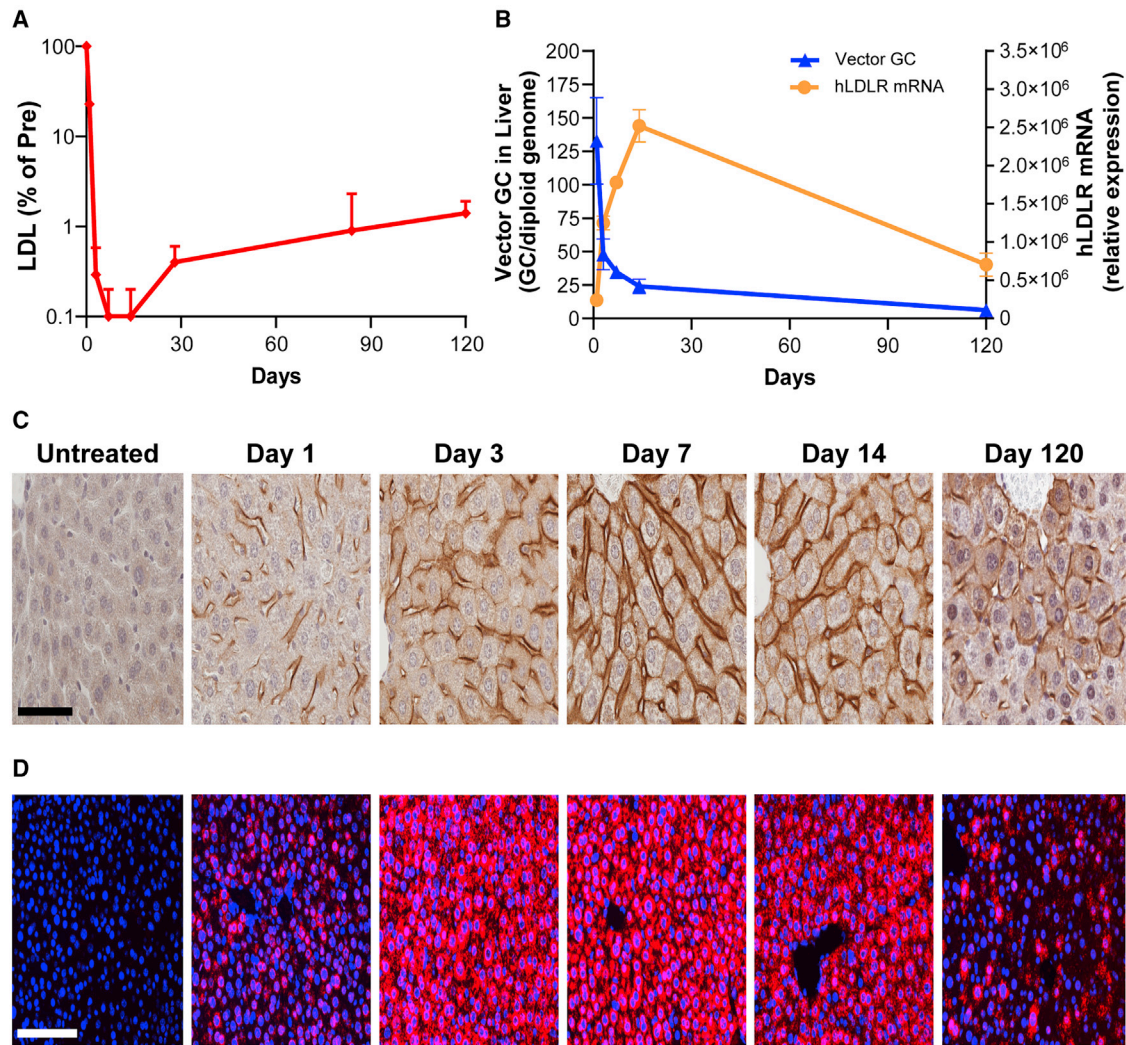 A
LDL (% of Pre)
100
10
1
0.1
0 30 60 90 120
Days
B
Vector GC in Liver
(GC/diploid genome)
200
175
150
125
100
75
50
25
0
Vector GC
hLDLR mRNA
3.5×10⁶
3.0×10⁶
2.5×10⁶
2.0×10⁶
1.5×10⁶
1.0×10⁶
0.5×10⁶
0
hLDLR mRNA
(relative expression)
0 30 60 90 120
Days
C
Untreated Day 1 Day 3 Day 7 Day 14 Day 120
D